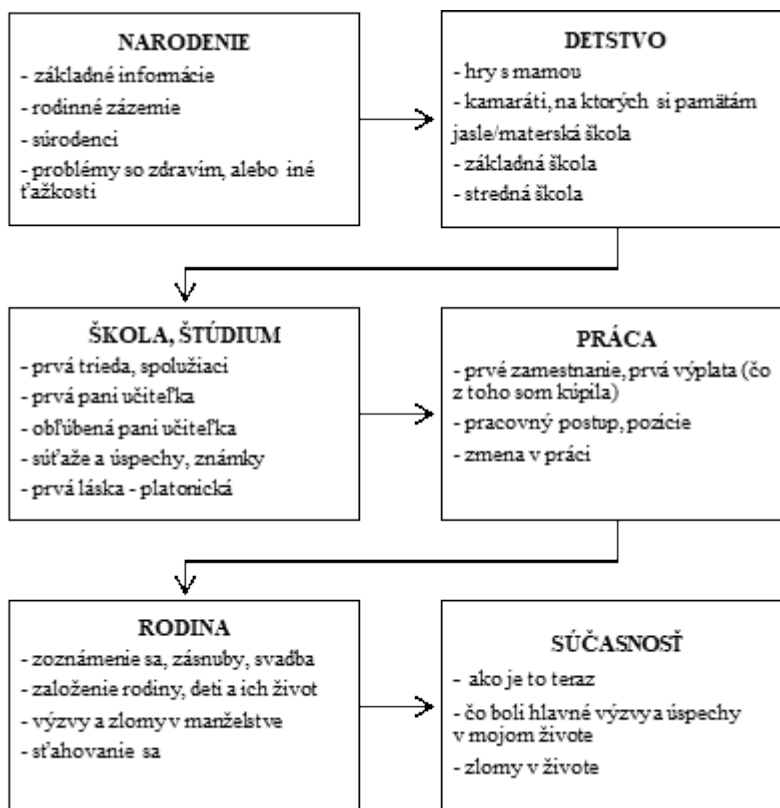 NARODENIE
- základné informácie
- rodinné zázemie
- súrodenci
- problémy so zdravím, alebo iné
ťažkosti
DETSTVO
- hry s mamou
- kamaráti, na ktorých si pamätám
jasle/materská škola
- základná škola
- stredná škola
ŠKOLA, ŠTÚDIUM
- prvá trieda, spolužiaci
- prvá pani učiteľka
- obľúbená pani učiteľka
- súťaže a úspechy, známky
- prvá láska - platonická
PRÁCA
- prvé zamestnanie, prvá výplata (čo
z toho som kúpila)
- pracovný postup, pozície
- zmena v práci
RODINA
- zoznámenie sa, zásnuby, svadba
- založenie rodiny, deti a ich život
- výzvy a zlomy v manželstve
- sťahovanie sa
SÚČASNOSŤ
- ako je to teraz
- čo boli hlavné výzvy a úspechy
v mojom živote
- zlomy v živote